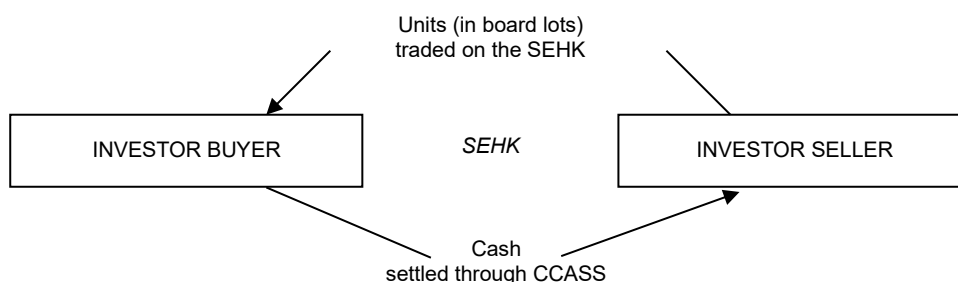 Units (in board lots)
traded on the SEHK
INVESTOR BUYER
SEHK
INVESTOR SELLER
Cash
settled through CCASS